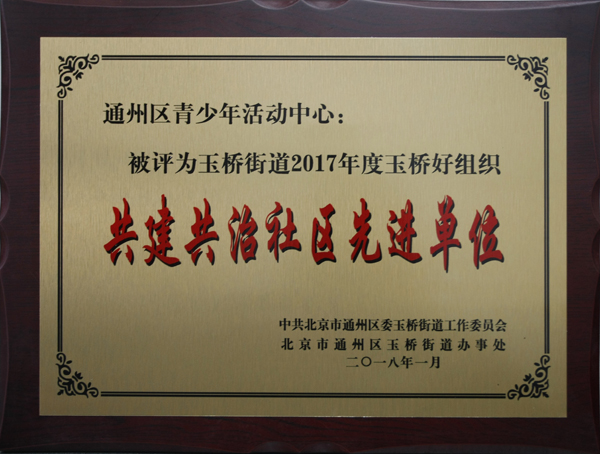 通州区青少年活动中心：
被评为玉桥街道2017年度玉桥好组织
共建共治社区先进单位
中共北京市通州区委玉桥街道工作委员会
北京市通州区玉桥街道办事处
二〇一八年一月